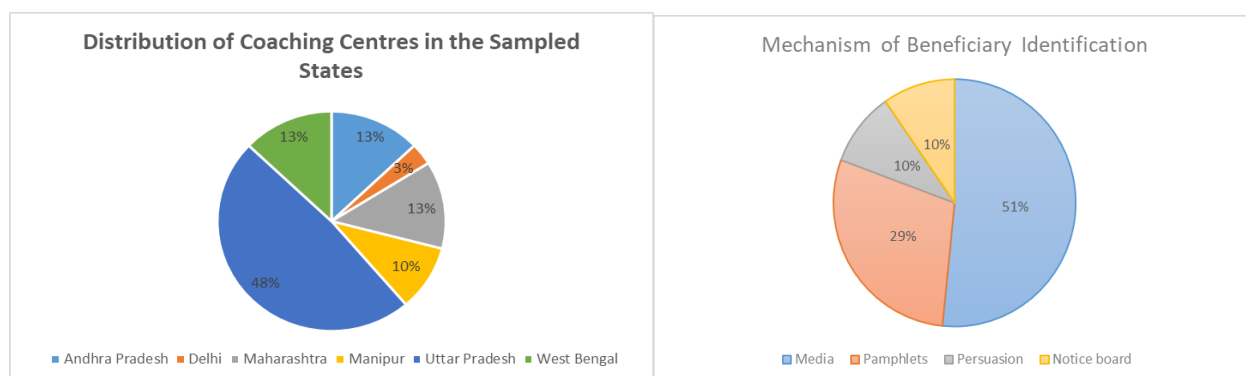 Distribution of Coaching Centres in the Sampled
States
13%
13%
3%
13%
10%
48%
Andhra Pradesh Delhi Maharashtra Manipur Uttar Pradesh West Bengal
Mechanism of Beneficiary Identification
10%
10%
51%
29%
Media Pamphlets Persuasion Notice board